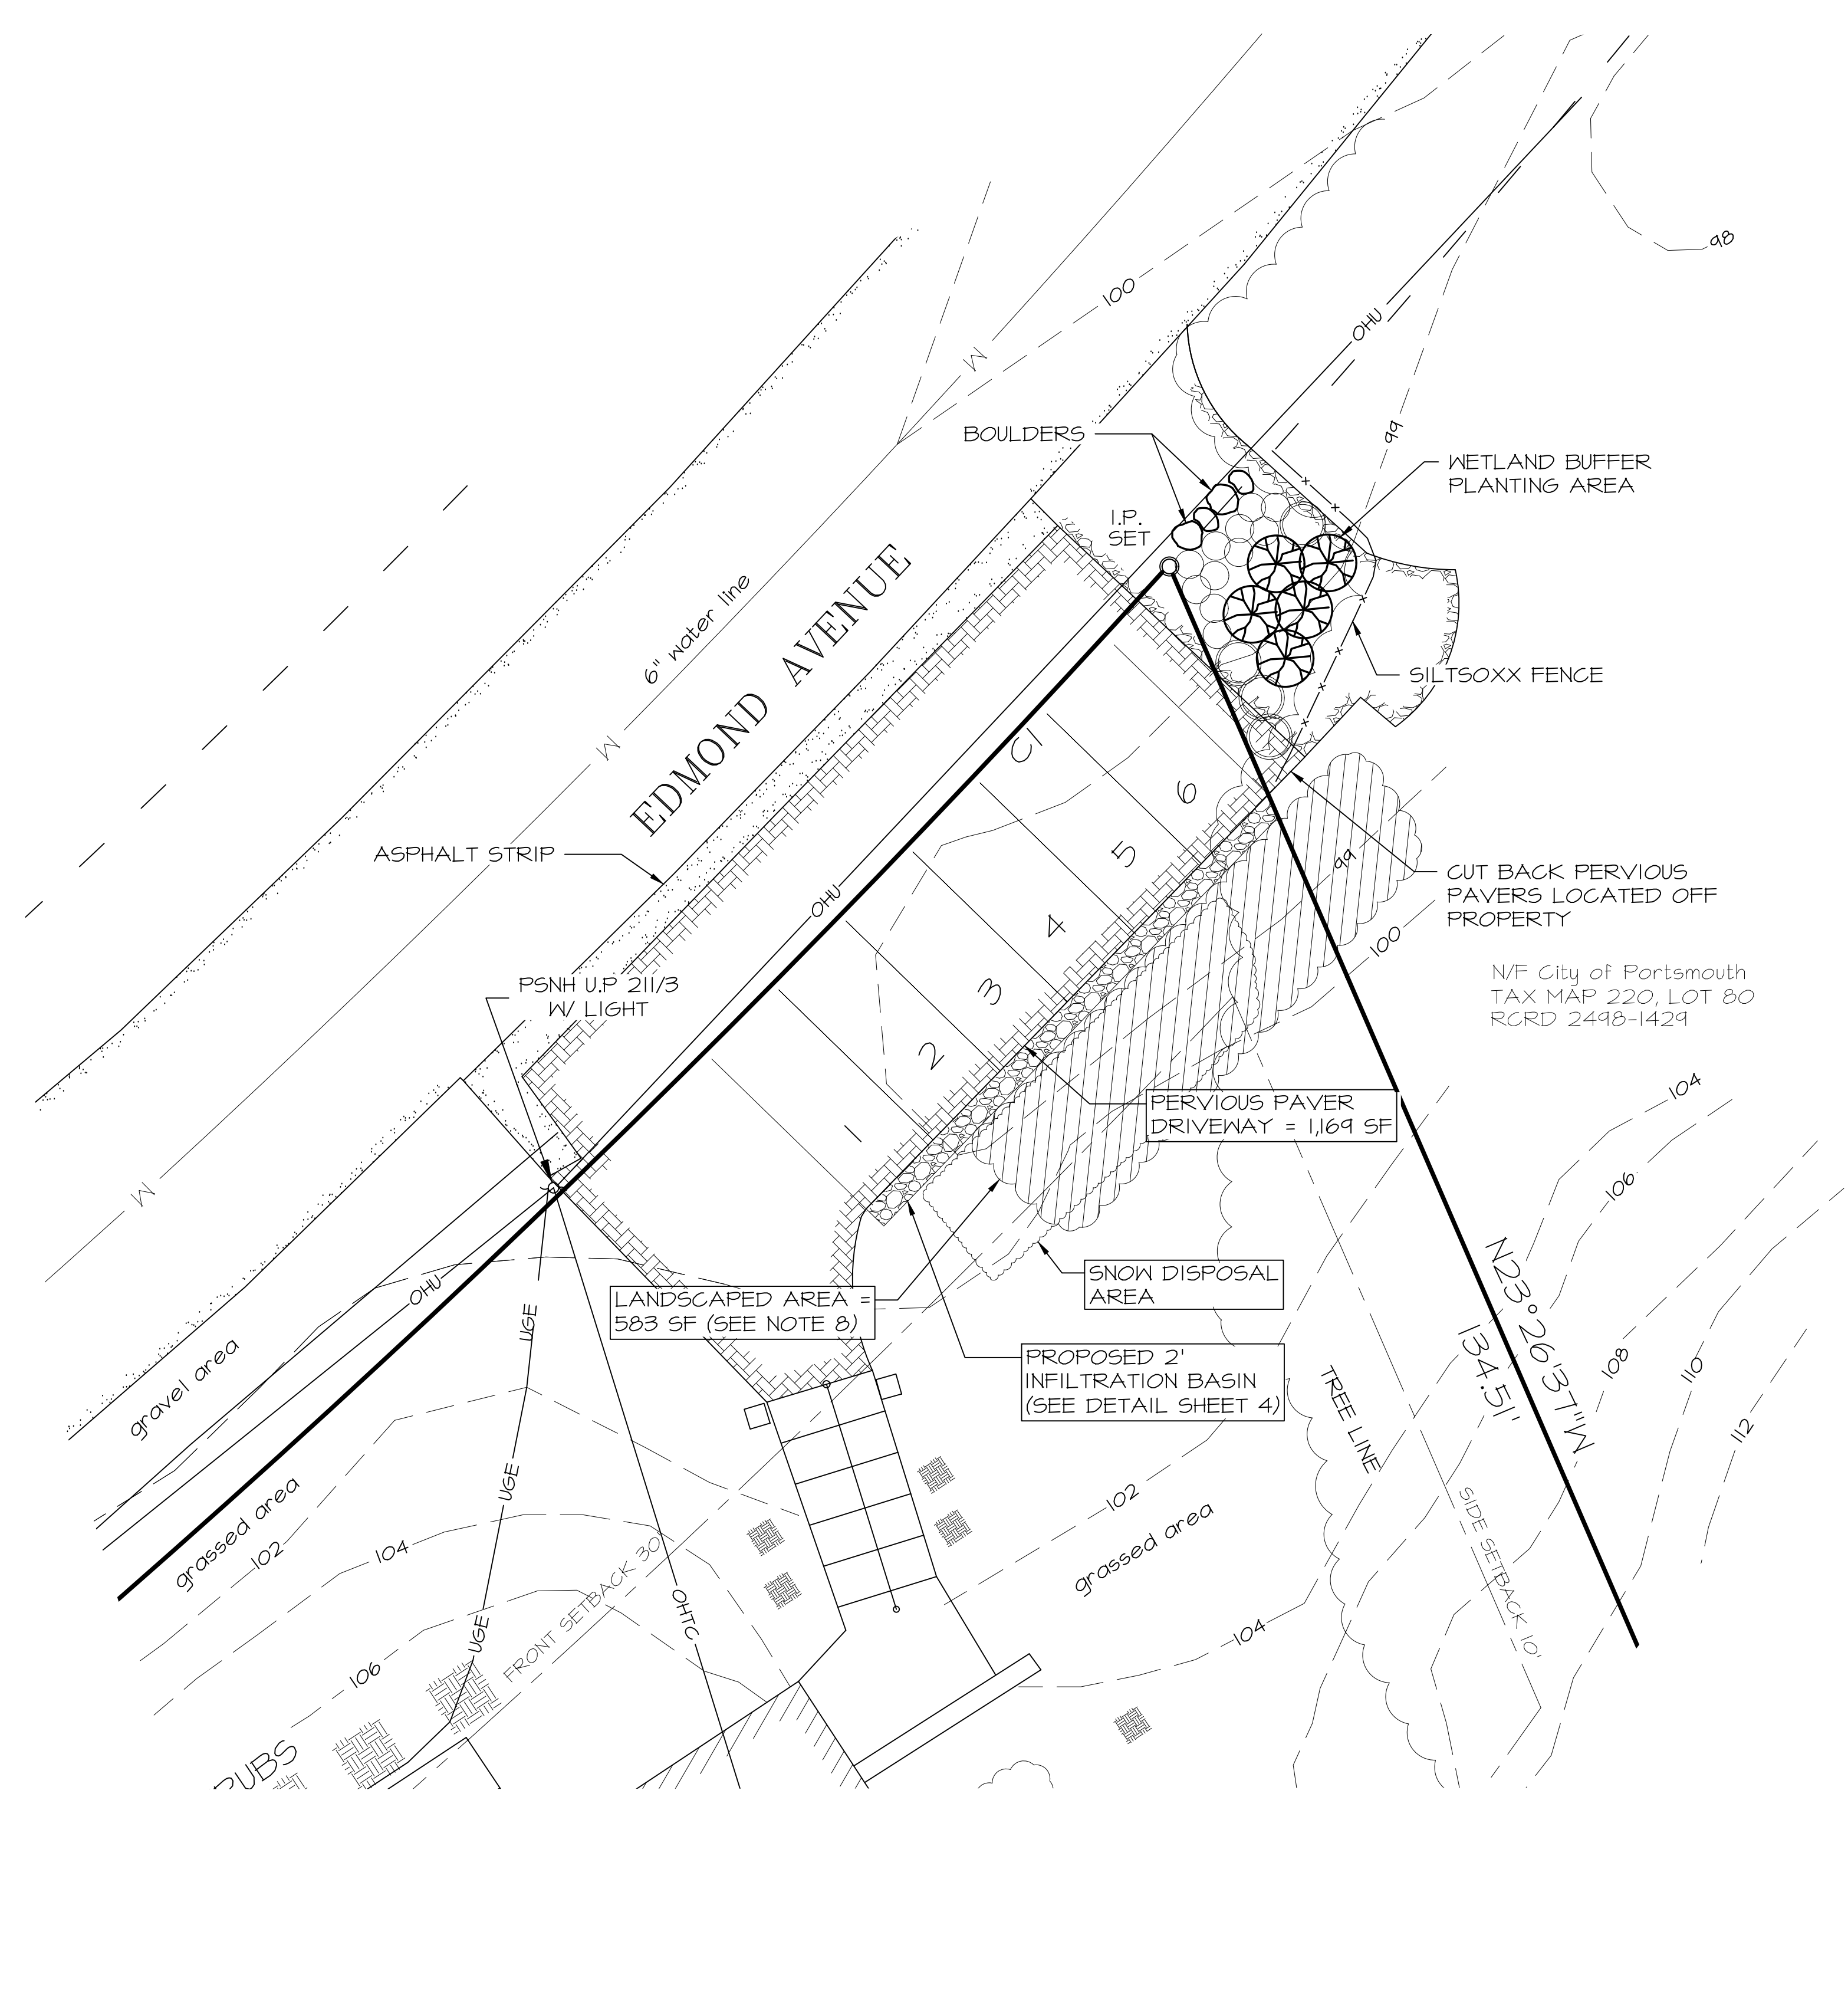 98
100
OHU
W
BOULDERS
99
WETLAND BUFFER
PLANTING AREA
I.P.
SET
6" water line
EDMOND AVENUE
SILTSOXX FENCE
W
C1
6
ASPHALT STRIP
5
99
CUT BACK PERVIOUS
PAVERS LOCATED OFF
PROPERTY
OHU
4
100
N/F City of Portsmouth
TAX MAP 220, LOT 80
RCRD 2498-1429
PSNH U.P 211/3
W/ LIGHT
3
2
104
PERVIOUS PAVER
DRIVEWAY = 1,169 SF
1
W
106
SNOW DISPOSAL
AREA
OHU
LANDSCAPED AREA =
583 SF (SEE NOTE 8)
UGE
N23°26'37"W
134.51'
PROPOSED 2'
INFILTRATION BASIN
(SEE DETAIL SHEET 4)
108
110
112
gravel area
TREE LINE
UGE
102
grassed area
102
104
grassed area
SIDE SETBACK 10'
FRONT SETBACK 30'
OHTC
UGE
104
106
RUBS